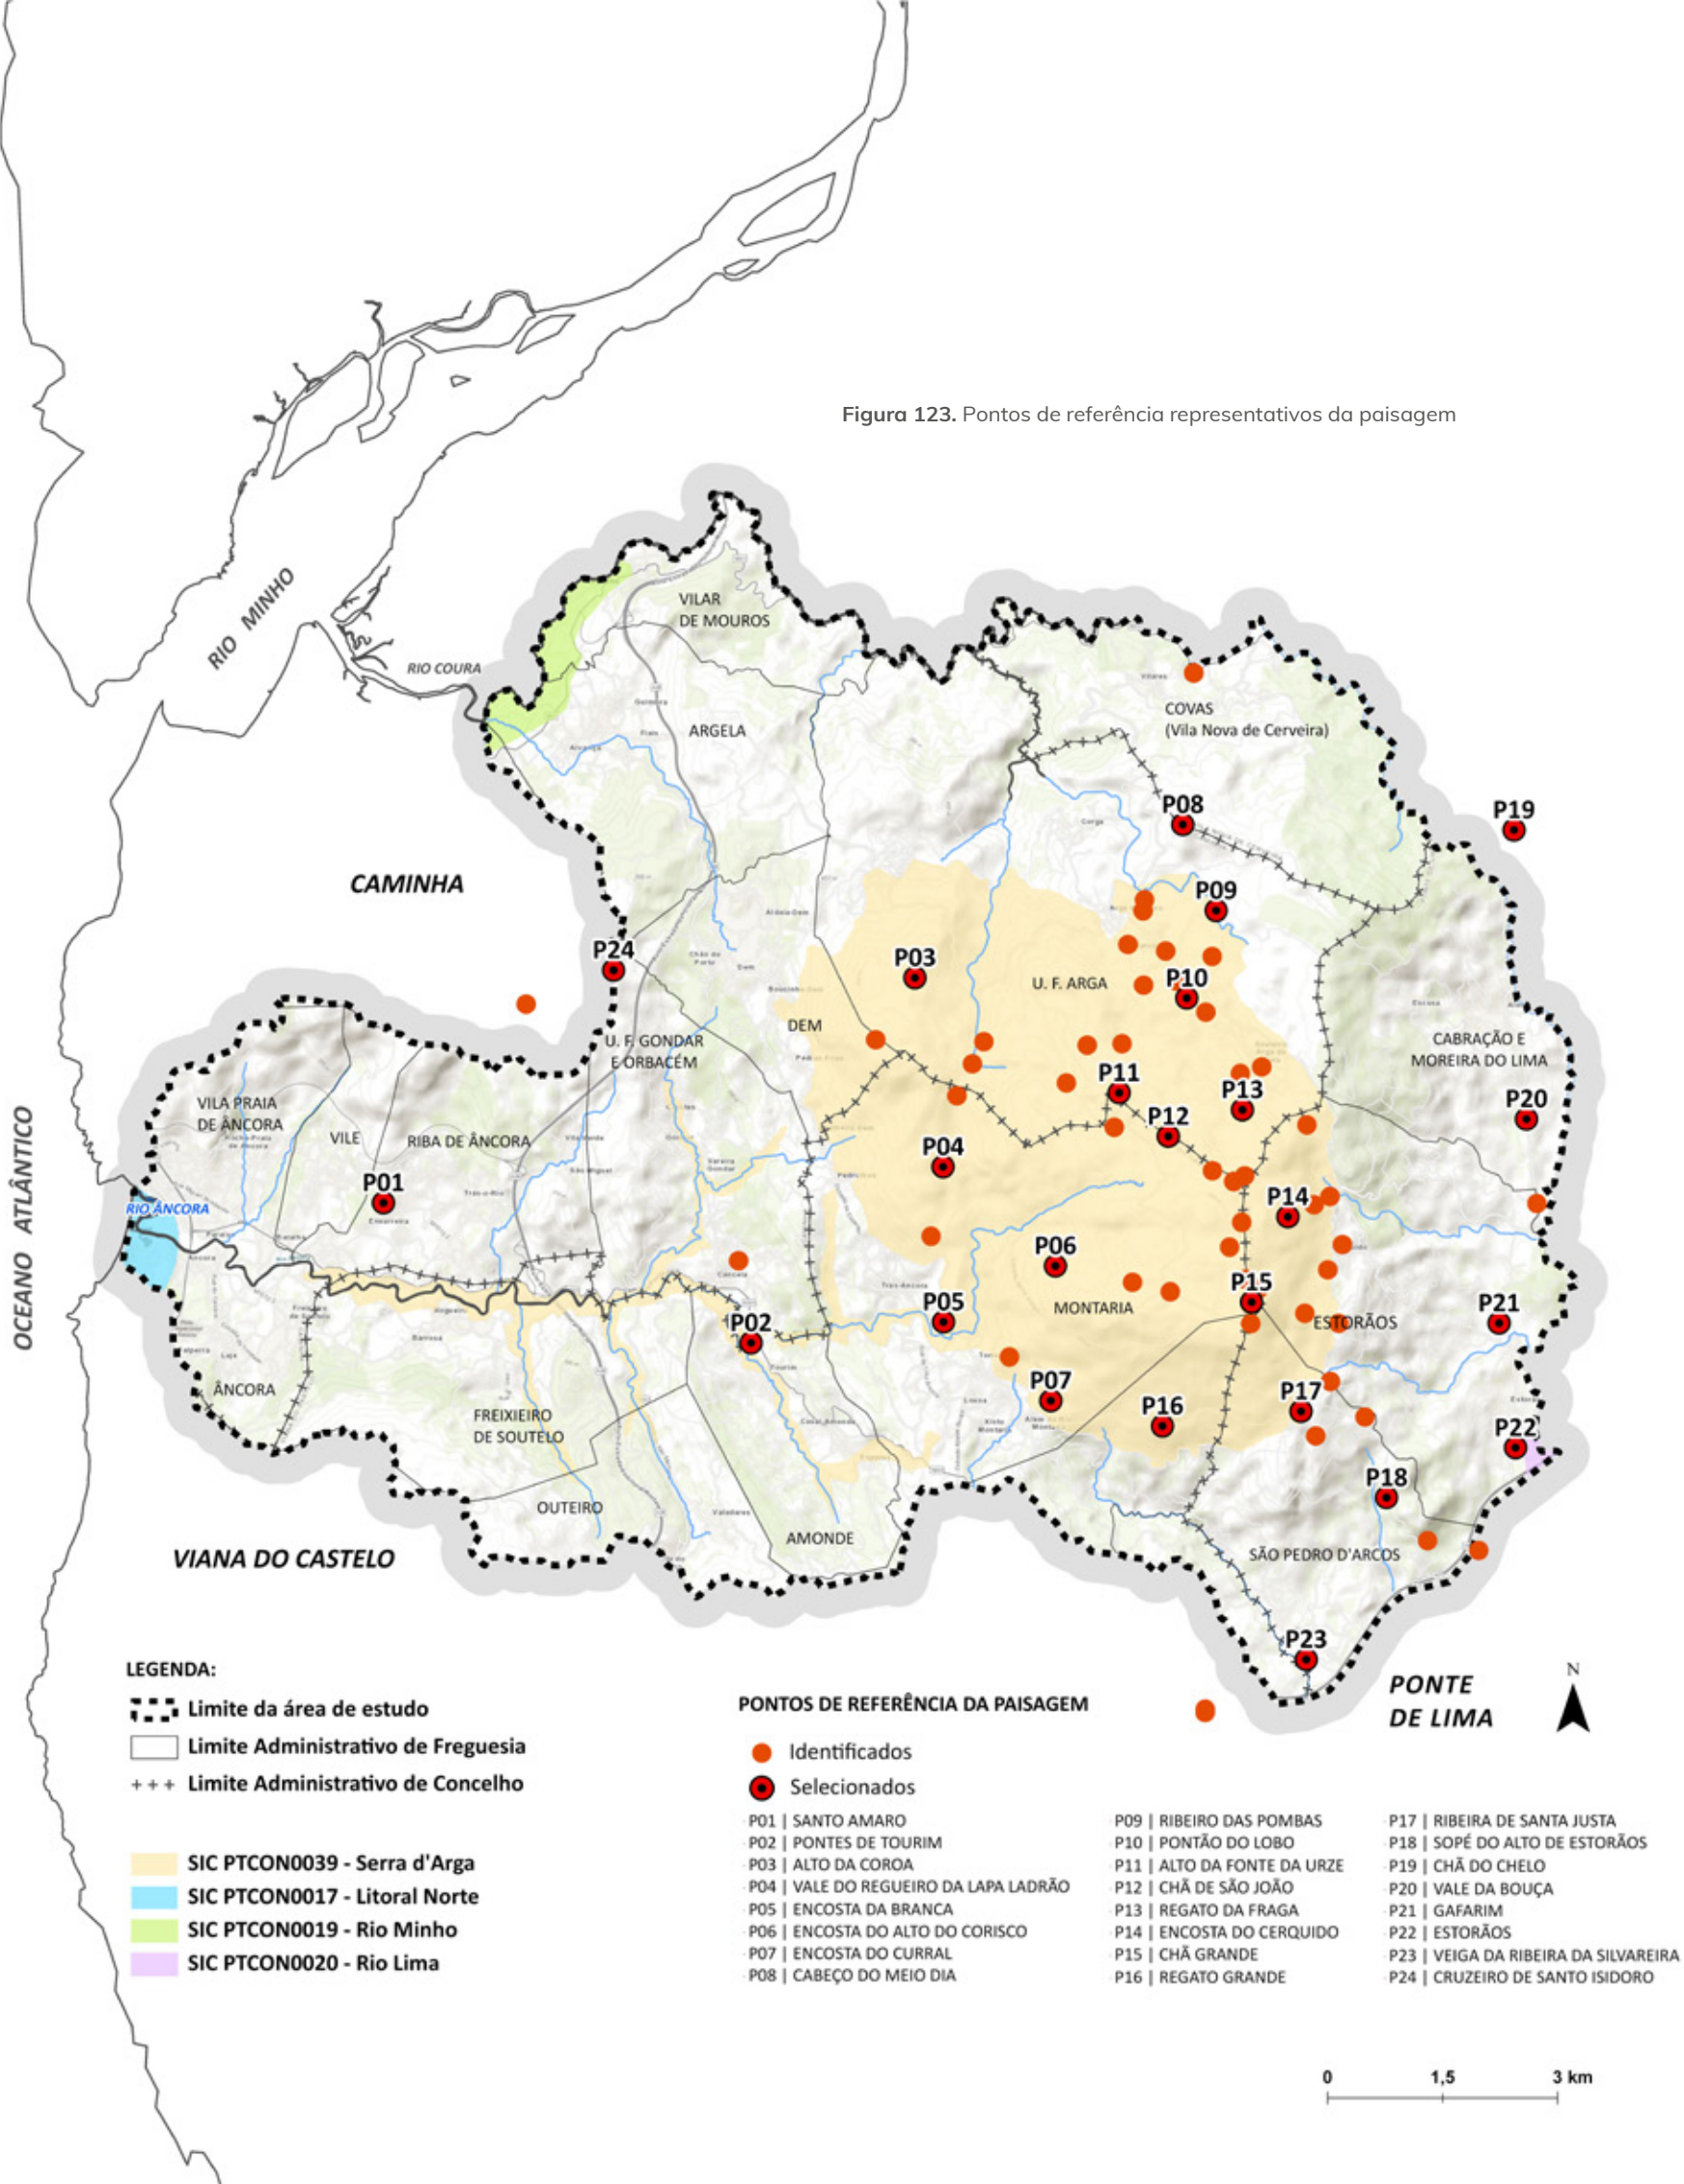 Figura 123. Pontos de referência representativos da paisagem
RIO MINHO
RIO COURA
VILAR
DE MOUROS
ARGELA
COVAS
(Vila Nova de Cerveira)
P08
P19
CAMINHA
P09
P24
P03
P10
U. F. ARGA
DEM
U. F. GONDAR
E ORBACÉM
CABRAÇÃO E
MOREIRA DO LIMA
P11
P13
P20
P12
VILA PRAIA
DE ÂNCORA
VILE
RIBA DE ÂNCORA
P04
P01
RIO ÂNCORA
P14
OCEANO ATLÂNTICO
P06
P15
MONTARIA
P05
P21
ESTORÃOS
P02
ÂNCORA
P07
P17
P16
FREIXIEIRO
DE SOUTELO
P22
P18
OUTEIRO
AMONDE
SÃO PEDRO D'ARCOS
VIANA DO CASTELO
P23
PONTE
DE LIMA
N
LEGENDA:
Limite da área de estudo
Limite Administrativo de Freguesia
+++ Limite Administrativo de Concelho
SIC PTCON0039 - Serra d'Arga
SIC PTCON0017 - Litoral Norte
SIC PTCON0019 - Rio Minho
SIC PTCON0020 - Rio Lima
PONTOS DE REFERÊNCIA DA PAISAGEM
Identificados
Selecionados
P01 | SANTO AMARO
P02 | PONTES DE TOURIM
P03 | ALTO DA COROA
P04 | VALE DO REGUEIRO DA LAPA LADRÃO
P05 | ENCOSTA DA BRANCA
P06 | ENCOSTA DO ALTO DO CORISCO
P07 | ENCOSTA DO CURRAL
P08 | CABEÇO DO MEIO DIA
P09 | RIBEIRO DAS POMBAS
P10 | PONTÃO DO LOBO
P11 | ALTO DA FONTE DA URZE
P12 | CHÃ DE SÃO JOÃO
P13 | REGATO DA FRAGA
P14 | ENCOSTA DO CERQUIDO
P15 | CHÃ GRANDE
P16 | REGATO GRANDE
P17 | RIBEIRA DE SANTA JUSTA
P18 | SOPÉ DO ALTO DE ESTORÃOS
P19 | CHÃ DO CHELO
P20 | VALE DA BOUÇA
P21 | GAFARIM
P22 | ESTORÃOS
P23 | VEIGA DA RIBEIRA DA SILVAREIRA
P24 | CRUZEIRO DE SANTO ISIDORO
0 1,5 3 km